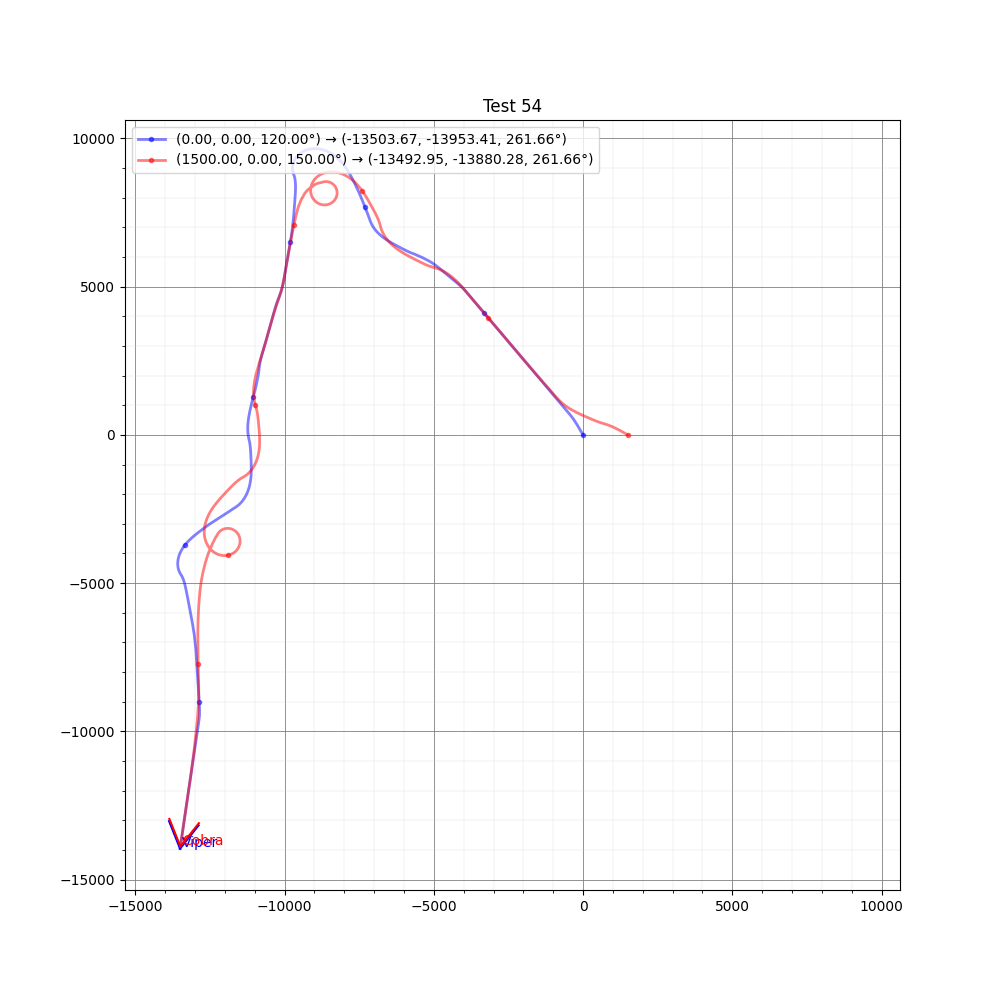 Test 54
(0.00, 0.00, 120.00°) → (-13503.67, -13953.41, 261.66°)
(1500.00, 0.00, 150.00°) → (-13492.95, -13880.28, 261.66°)
10000
5000
0
−5000
−10000
−15000
Cobra
Viper
−15000 −10000 −5000 0 5000 10000